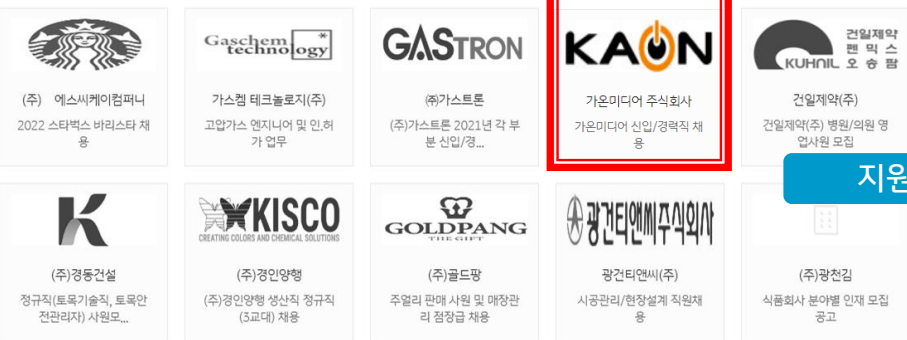 Gaschem
technology
GASTRON
KAON
KUHNIL
건일제약
펜믹스
오송팜
(주) 에스씨케이컴퍼니
가스켐 테크놀로지(주)
㈜가스트론
가온미디어 주식회사
건일제약(주)
2022 스타벅스 바리스타 채
용
고압가스 엔지니어 및 인.허
가 업무
(주)가스트론 2021년 각 부
분 신입/경...
가온미디어 신입/경력직 채
용
건일제약(주) 병원/의원 영
업사원 모집
지원
K
KISCO
CREATING COLORS AND CHEMICAL SOLUTIONS
GOLDPANG
THE GIFT
광건티앤씨주식회사
(주)경동건설
(주)경인양행
(주)골드팡
광건티앤씨(주)
(주)광천김
정규직(토목기술직, 토목안
전관리자) 사원모...
(주)경인양행 생산직 정규직
(3교대) 채용
주얼리 판매 사원 및 매장관
리 점장급 채용
시공관리/현장설계 직원채
용
식품회사 분야별 인재 모집
공고